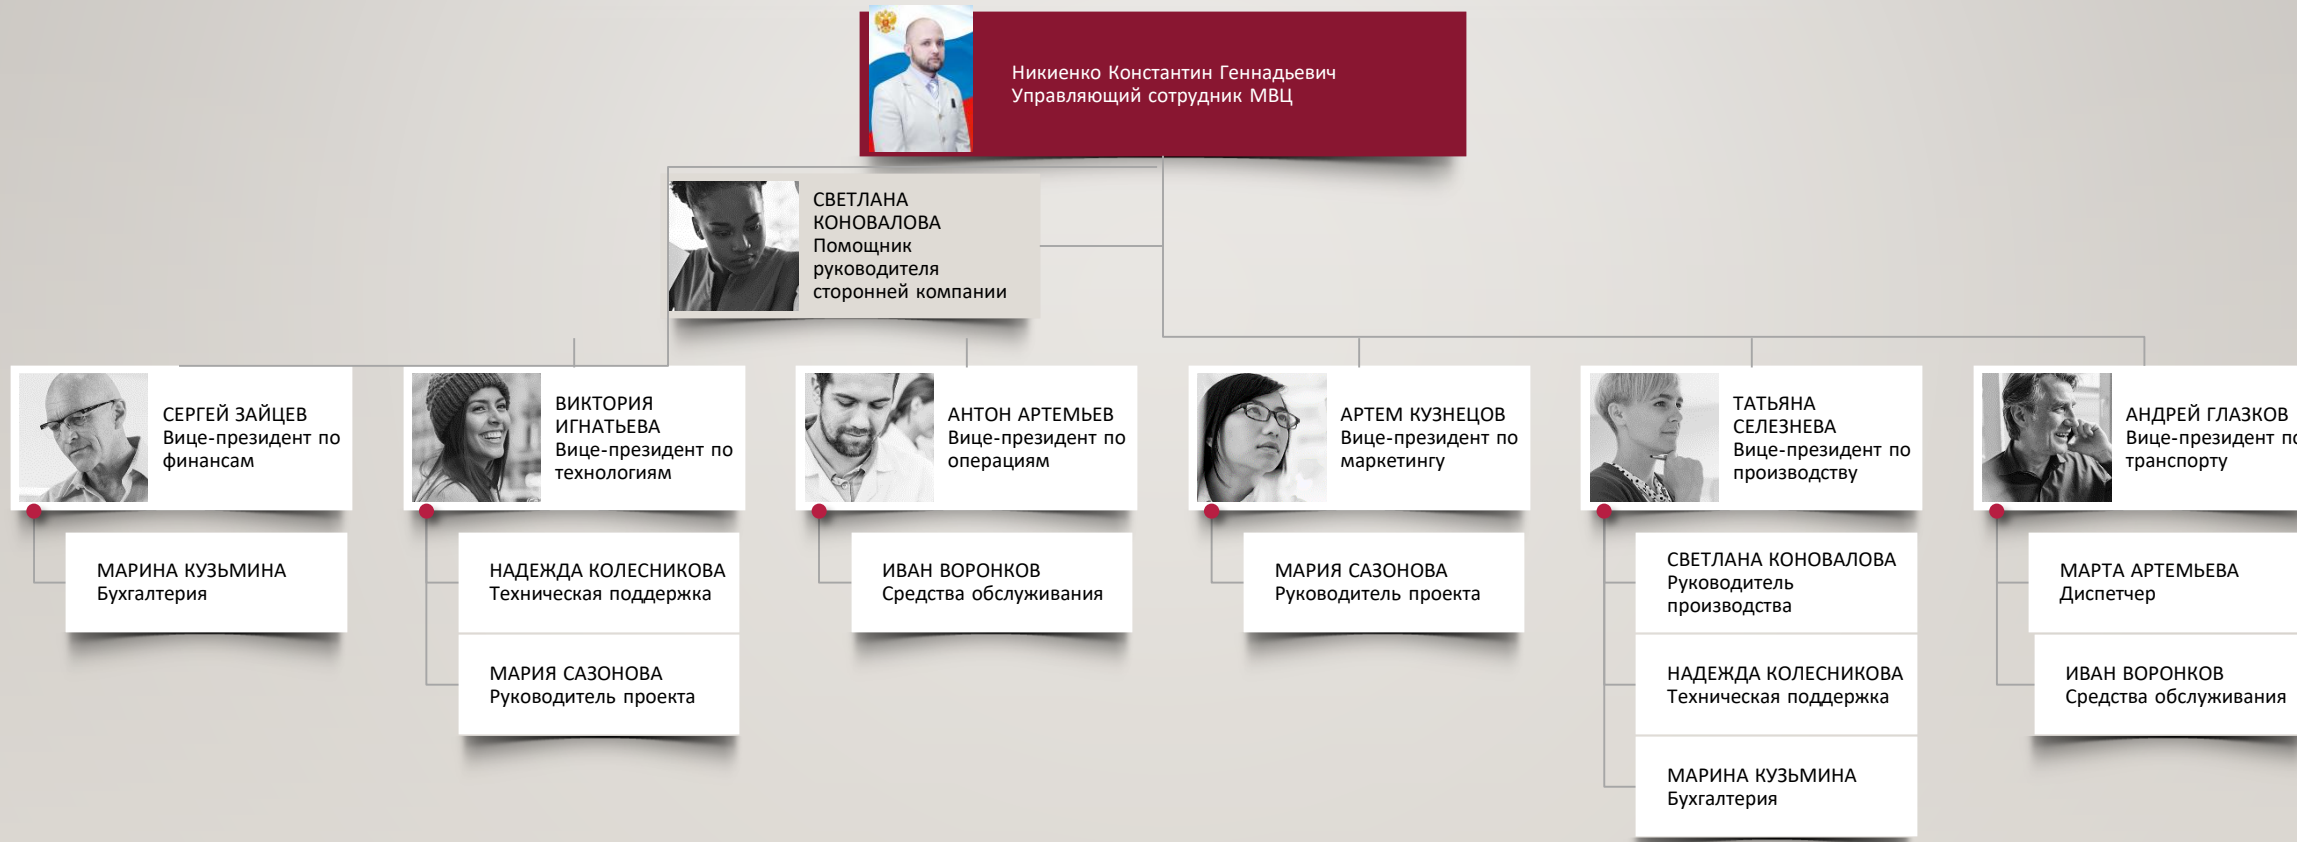 Никиенко Константин Геннадьевич
Управляющий сотрудник МВЦ
СВЕТЛАНА
КОНОВАЛОВА
Помощник
руководителя
сторонней компании
СЕРГЕЙ ЗАЙЦЕВ
Вице-президент по
финансам
ВИКТОРИЯ
ИГНАТЬЕВА
Вице-президент по
технологиям
АНТОН АРТЕМЬЕВ
Вице-президент по
операциям
АРТЕМ КУЗНЕЦОВ
Вице-президент по
маркетингу
ТАТЬЯНА
СЕЛЕЗНЕВА
Вице-президент по
производству
АНДРЕЙ ГЛАЗКОВ
Вице-президент по
транспорту
МАРИНА КУЗЬМИНА
Бухгалтерия
НАДЕЖДА КОЛЕСНИКОВА
Техническая поддержка
МАРИЯ САЗОНОВА
Руководитель проекта
ИВАН ВОРОНКОВ
Средства обслуживания
МАРИЯ САЗОНОВА
Руководитель проекта
СВЕТЛАНА КОНОВАЛОВА
Руководитель
производства
НАДЕЖДА КОЛЕСНИКОВА
Техническая поддержка
МАРИНА КУЗЬМИНА
Бухгалтерия
МАРТА АРТЕМЬЕВА
Диспетчер
ИВАН ВОРОНКОВ
Средства обслуживания